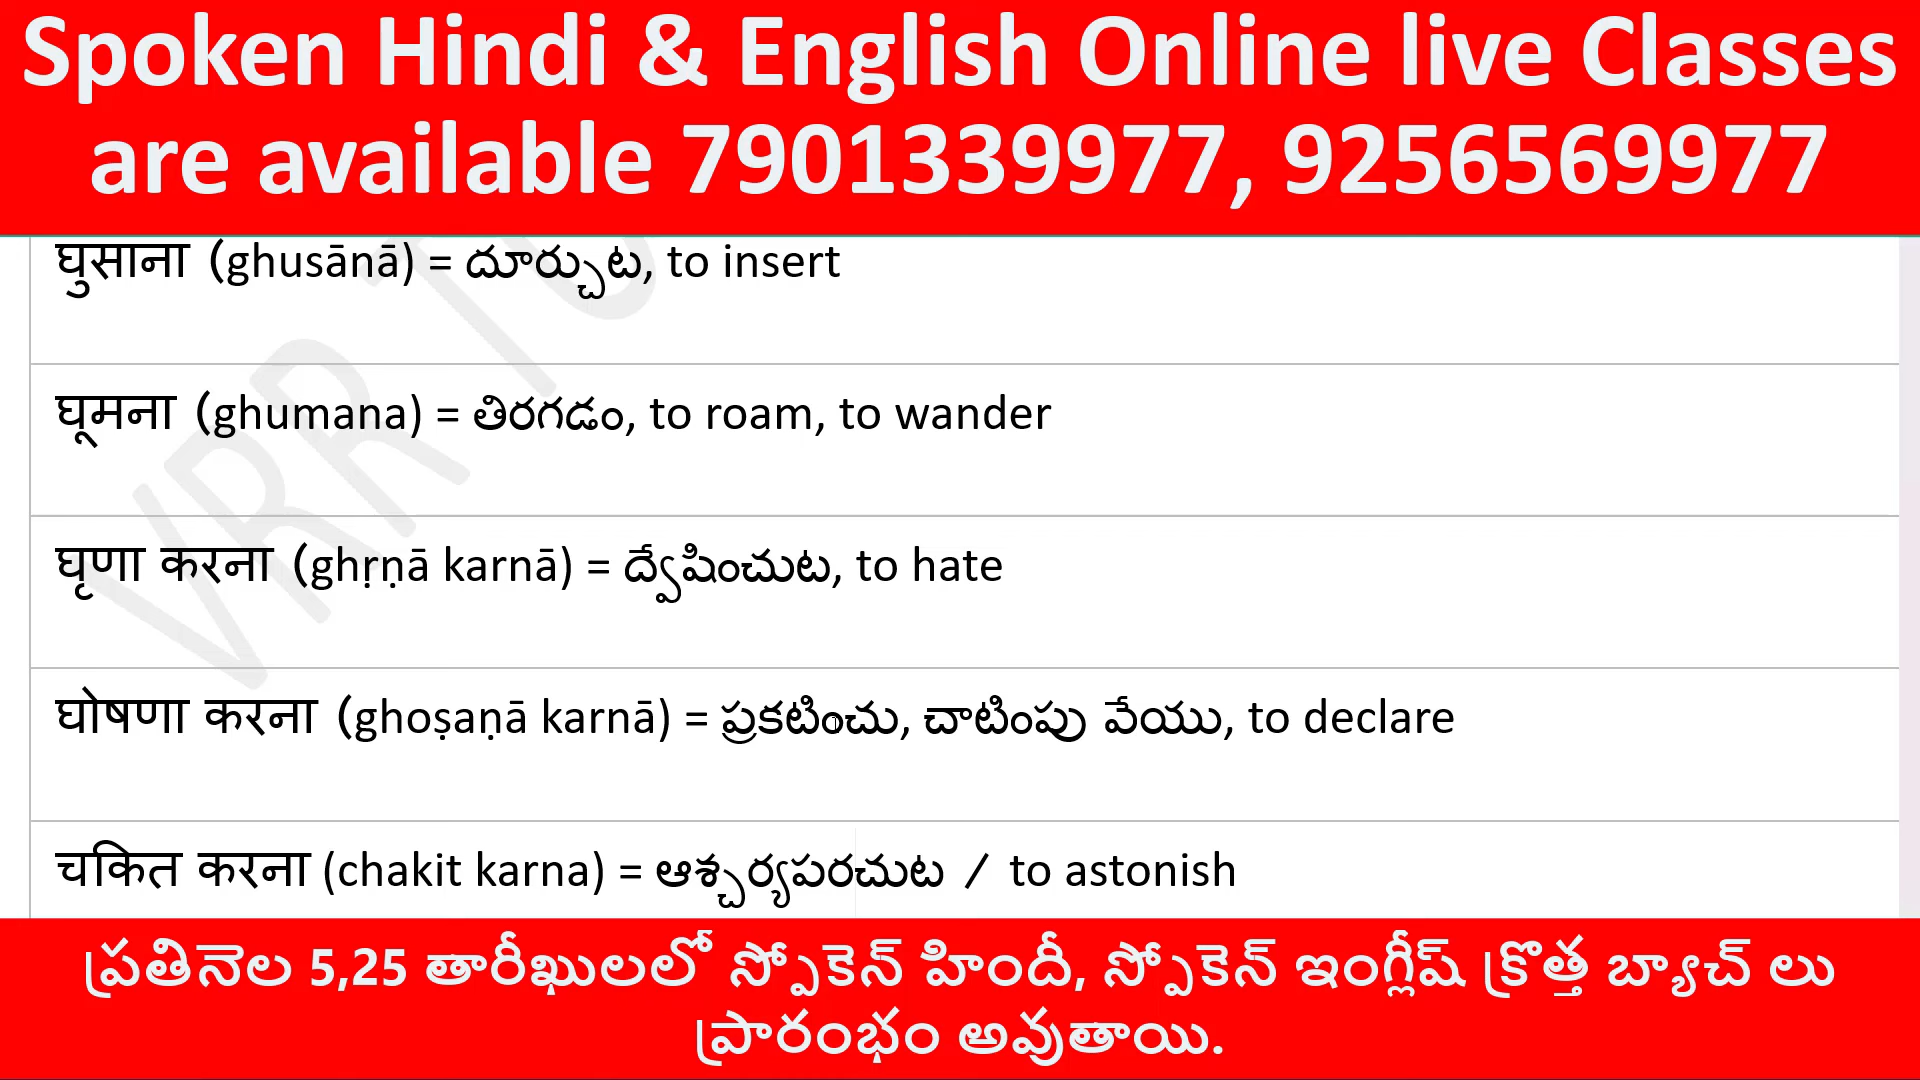 Spoken Hindi & English Online live Classes
are available 7901339977, 9256569977
घुसाना (ghusānā) = దూర్చుట, to insert
घूमना (ghumana) = తిరగడం, to roam, to wander
घृणा करना (ghṛṇā karnā) = ద్వేషించుట, to hate
घोषणा करना (ghoṣaṇā karnā) = ప్రకటించు, చాటింపు వేయు, to declare
चकित करना (chakit karna) = ఆశ్చర్యపరచుట / to astonish
VRR TO
ప్రతినెల 5,25 తారీఖులలో స్పోకెన్ హిందీ, స్పోకెన్ ఇంగ్లీష్ క్రొత్త బ్యాచ్ లు
ప్రారంభం అవుతాయి.